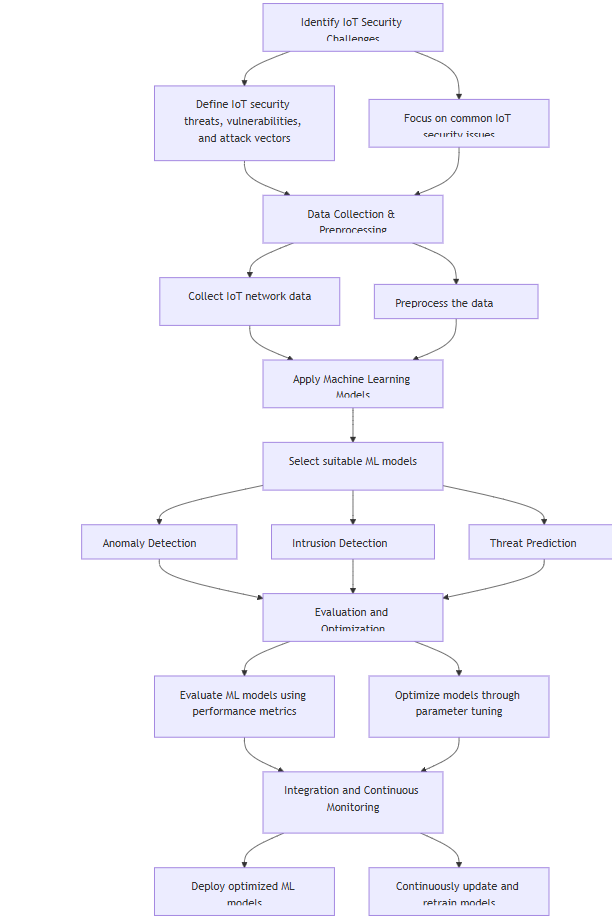 Identify IoT Security
Challenges
Define IoT security
threats, vulnerabilities,
and attack vectors
Focus on common IoT
security issues
Data Collection &
Preprocessing
Collect IoT network data
Preprocess the data
Apply Machine Learning
Models
Select suitable ML models
Anomaly Detection
Intrusion Detection
Threat Prediction
Evaluation and
Optimization
Evaluate ML models using
performance metrics
Optimize models through
parameter tuning
Integration and Continuous
Monitoring
Deploy optimized ML
models
Continuously update and
retrain models